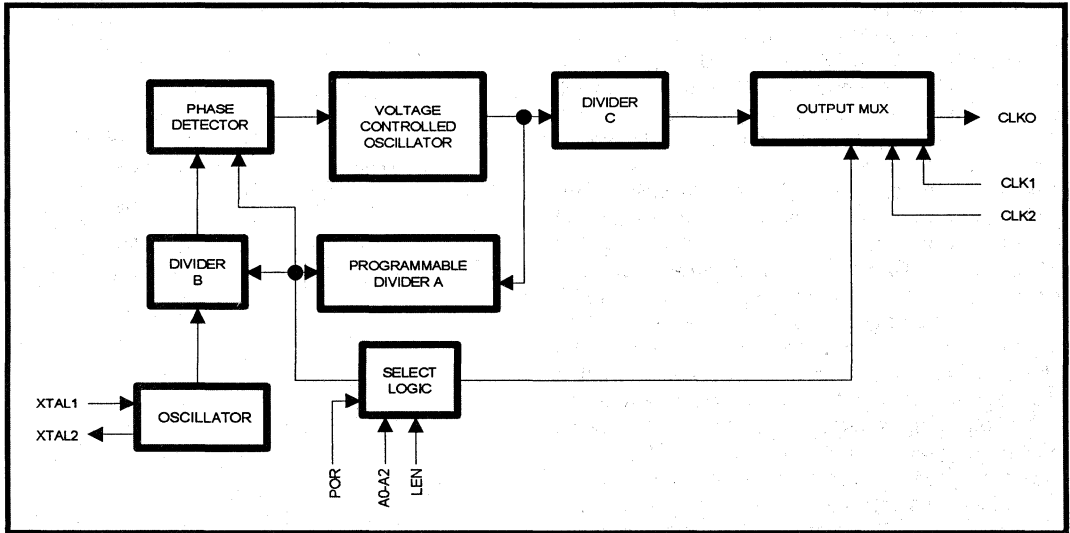 PHASE
DETECTOR
VOLTAGE
CONTROLLED
OSCILLATOR
DIVIDER
C
OUTPUT MUX
CLKO
CLK1
CLK2
DIVIDER
B
PROGRAMMABLE
DIVIDER A
SELECT
LOGIC
XTAL1
XTAL2
OSCILLATOR
POR
A0-A2
LEN